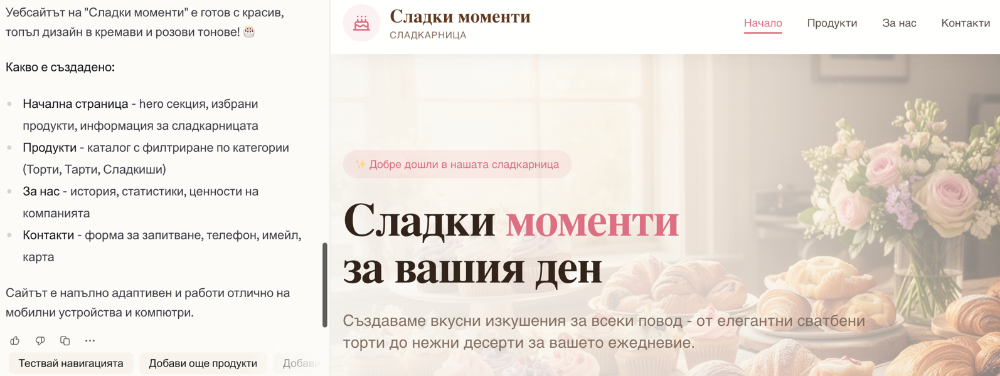 Уебсайтът на "Сладки моменти" е готов с красив,
топъл дизайн в кремави и розови тонове! 🎂
Какво е създадено:
Начална страница - hero секция, избрани
продукти, информация за сладкарницата
Продукти - каталог с филтриране по категории
(Торти, Тарти, Сладкиши)
За нас - история, статистики, ценности на
компанията
Контакти - форма за запитване, телефон, имейл,
карта
Сайтът е напълно адаптивен и работи отлично на
мобилни устройства и компютри.
Тествай навигацията
Добави още продукти
Добави
Сладки моменти
СЛАДКАРНИЦА
Начало
Продукти
За нас
Контакти
✨ Добре дошли в нашата сладкарница
Сладки моменти
за вашия ден
Създаваме вкусни изкушения за всеки повод - от елегантни сватбени
торти до нежни десерти за вашето ежедневие.